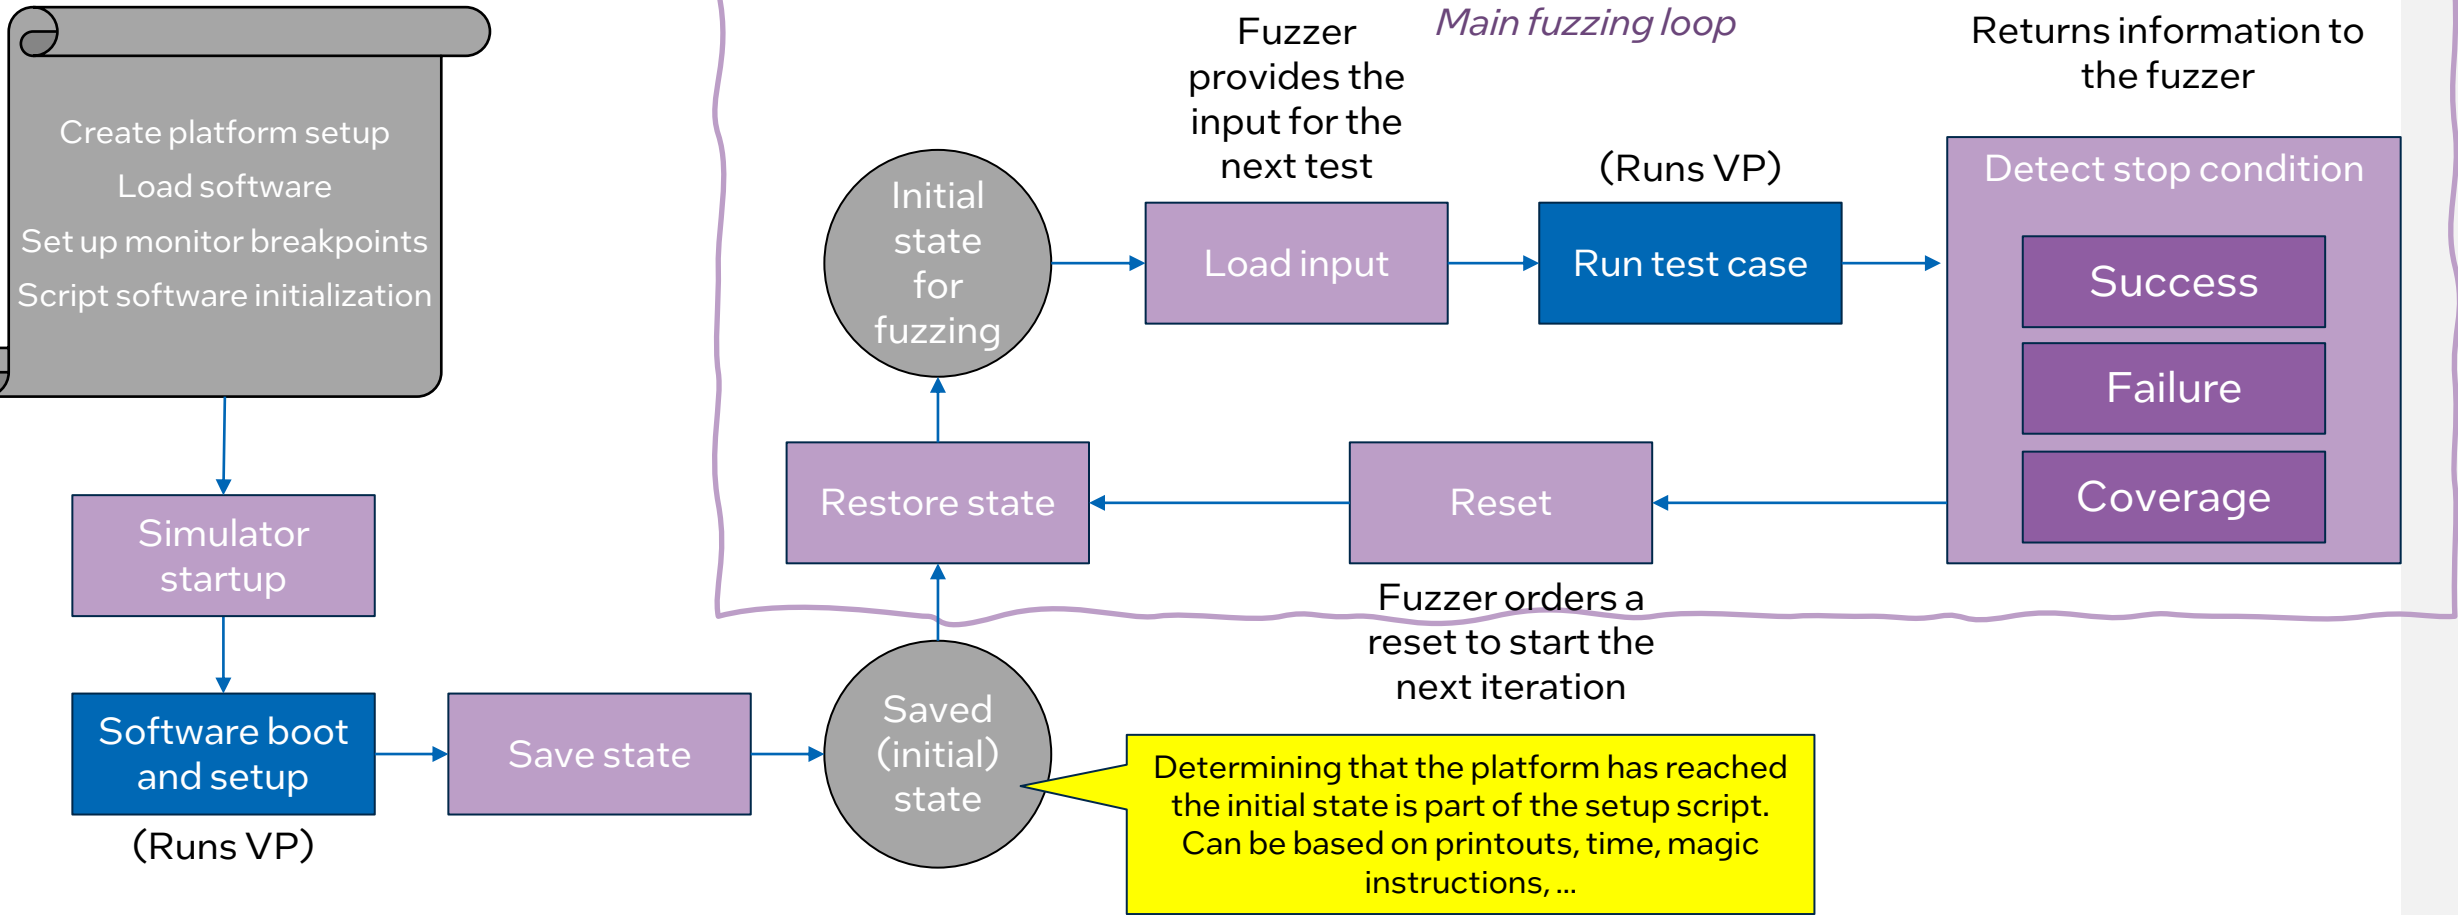 Create platform setup
Load software
Set up monitor breakpoints
Script software initialization
Simulator
startup
Software boot
and setup
(Runs VP)
Save state
Saved
(initial)
state
Determining that the platform has reached
the initial state is part of the setup script.
Can be based on printouts, time, magic
instructions, ...
Main fuzzing loop
Restore state
Initial
state
for
fuzzing
Fuzzer
provides the
input for the
next test
Load input
(Runs VP)
Run test case
Returns information to
the fuzzer
Detect stop condition
Success
Failure
Coverage
Reset
Fuzzer orders a
reset to start the
next iteration